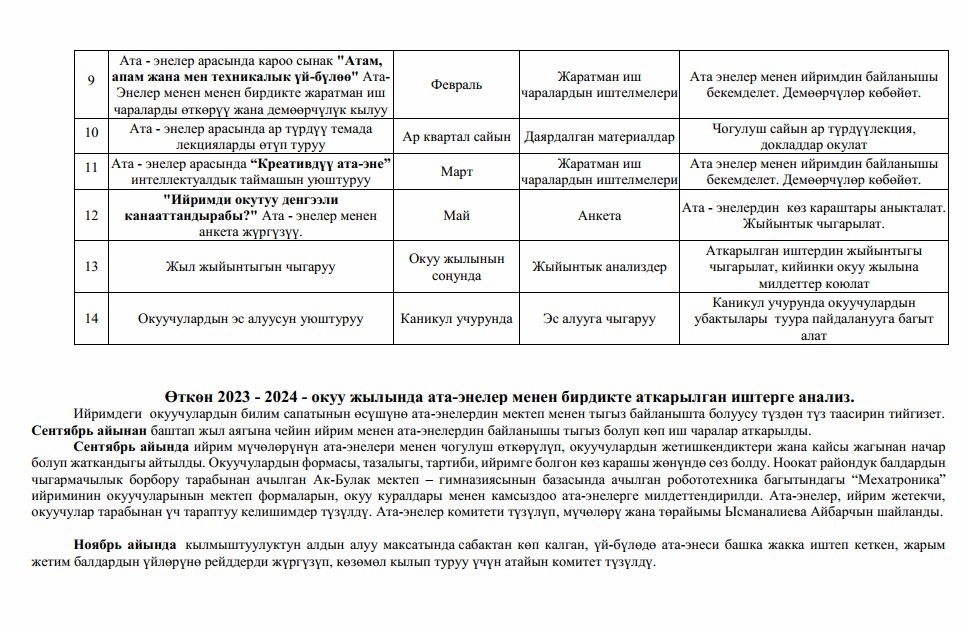 9
Ата - энелер арасында кароо сынак "Атам,
апам жана мен техникалык үй-бүлөө" Ата-
Энелер менен менен бирдикте жаратман иш
чараларды өткөрүү жана демөөрчүлүк кылуу
Февраль
Жаратман иш
чаралардын иштелмелери
Ата энелер менен ийримдин байланышы
бекемделет. Демөөрчүлөр көбөйөт.
10
Ата - энелер арасында ар түрдүү темада
лекцияларды өтүп туруу
Ар квартал сайын
Даярдалган материалдар
Чогулуш сайын ар түрдүүлекция,
докладдар окулат
11
Ата - энелер арасында “Креативдүү ата-эне”
интеллектуалдык таймашын уюштуруу
Март
Жаратман иш
чаралардын иштелмелери
Ата энелер менен ийримдин байланышы
бекемделет. Демөөрчүлөр көбөйөт.
12
"Ийримди окутуу денгээли
канааттандырабы?" Ата - энелер менен
анкета жүргүзүү.
Май
Анкета
Ата - энелердин көз караштары аныкталат.
Жыйынтык чыгарылат.
13
Жыл жыйынтыгын чыгаруу
Окуу жылынын
соңунда
Жыйынтык анализдер
Аткарылган иштердин жыйынтыгы
чыгарылат, кийинки окуу жылына
милдеттер коюлат
14
Окуучулардын эс алуусун уюштуруу
Каникул учурунда
Эс алууга чыгаруу
Каникул учурунда окуучулардын
убактылары туура пайдаланууга багыт
алат
Өткөн 2023 - 2024 - окуу жылында ата-энелер менен бирдикте аткарылган иштерге анализ.
Ийримдеги окуучулардын билим сапатынын өсүшүнө ата-энелердин мектеп менен тыгыз байланышта болуусу түздөн түз таасирин тийгизет.
Сентябрь айынан баштап жыл аягына чейин ийрим менен ата-энелердин байланышы тыгыз болуп көп иш чаралар аткарылды.
Сентябрь айында ийрим мүчөлөрүнүн ата-энелери менен чогулуш өткөрүлүп, окуучулардын жетишкендиктери жана кайсы жагынан начар
болуп жаткандыгы айтылды. Окуучулардын формасы, тазалыгы, тартиби, ийримге болгон көз карашы жөнүндө сөз болду. Ноокат райондук балдардын
чыгармачылык борбору тарабынан ачылган Ак-Булак мектеп – гимназиясынын базасында ачылган робототехника багытындагы “Мехатроника”
ийриминин окуучуларынын мектеп формаларын, окуу куралдары менен камсыздоо ата-энелерге милдеттендирилди. Ата-энелер, ийрим жетекчи,
окуучулар тарабынан үч тараптуу келишимдер түзүлдү. Ата-энелер комитети түзүлүп, мүчөлөрү жана төрайымы Ысманалиева Айбарчын шайланды.
Ноябрь айында кылмыштуулуктун алдын алуу максатында сабактан көп калган, үй-бүлөдө ата-энеси башка жакка иштеп кеткен, жарым
жетим балдардын үйлөрүнө рейддерди жүргүзүп, көзөмөл кылып туруу үчүн атайын комитет түзүлдү.